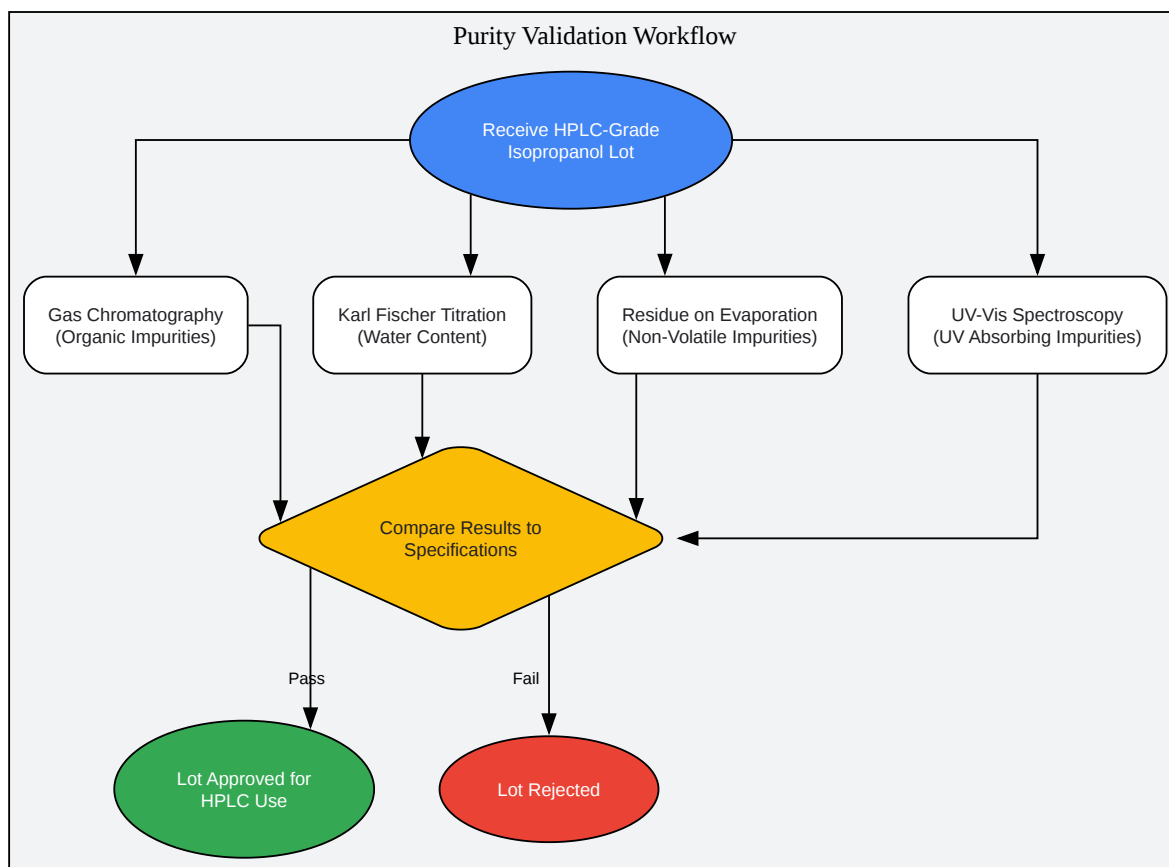 Purity Validation Workflow
Receive HPLC-Grade
Isopropanol Lot
Gas Chromatography
(Organic Impurities)
Karl Fischer Titration
(Water Content)
Residue on Evaporation
(Non-Volatile Impurities)
UV-Vis Spectroscopy
(UV Absorbing Impurities)
Compare Results to
Specifications
Pass
Fail
Lot Approved for
HPLC Use
Lot Rejected